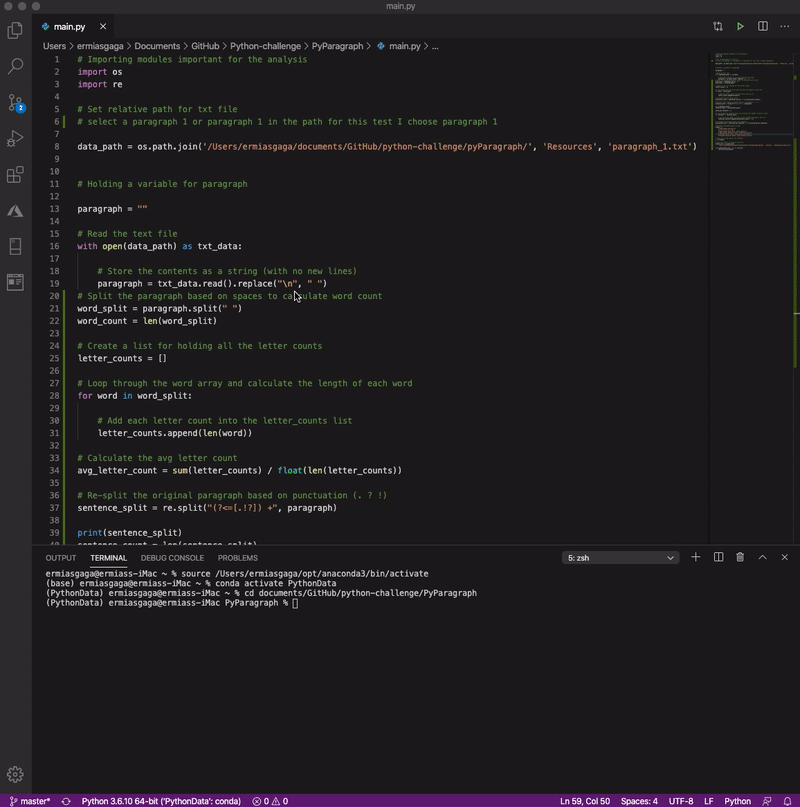 main.py
main.py
Users > ermiasgaga > Documents > GitHub > Python-challenge > PyParagraph > main.py > ...
1 # Importing modules important for the analysis
2 import os
3 import re
4
5 # Set relative path for txt file
6 # select a paragraph 1 or paragraph 1 in the path for this test I choose paragraph 1
7
8 data_path = os.path.join('/Users/ermiasgaga/documents/GitHub/python-challenge/pyParagraph/', 'Resources', 'paragraph_1.txt')
9
10
11 # Holding a variable for paragraph
12
13 paragraph = ""
14
15 # Read the text file
16 with open(data_path) as txt_data:
17
18 # Store the contents as a string (with no new lines)
19 paragraph = txt_data.read().replace("\n", " ")
20 # Split the paragraph based on spaces to calculate word count
21 word_split = paragraph.split(" ")
22 word_count = len(word_split)
23
24 # Create a list for holding all the letter counts
25 letter_counts = []
26
27 # Loop through the word array and calculate the length of each word
28 for word in word_split:
29
30 # Add each letter count into the letter_counts list
31 letter_counts.append(len(word))
32
33 # Calculate the avg letter count
34 avg_letter_count = sum(letter_counts) / float(len(letter_counts))
35
36 # Re-split the original paragraph based on punctuation (. ? !)
37 sentence_split = re.split("(?<=[.!?]) +", paragraph)
38
39 print(sentence_split)
40 sentence_count = len(sentence_split)
OUTPUT TERMINAL DEBUG CONSOLE PROBLEMS 5: zsh
ermiasgaga@ermiass-iMac ~ % source /Users/ermiasgaga/opt/anaconda3/bin/activate
(base) ermiasgaga@ermiass-iMac ~ % conda activate PythonData
(PythonData) ermiasgaga@ermiass-iMac ~ % cd documents/GitHub/python-challenge/PyParagraph
(PythonData) ermiasgaga@ermiass-iMac PyParagraph %
master* Python 3.6.10 64-bit ('PythonData': conda) 0 0 Ln 59, Col 50 Spaces: 4 UTF-8 LF Python